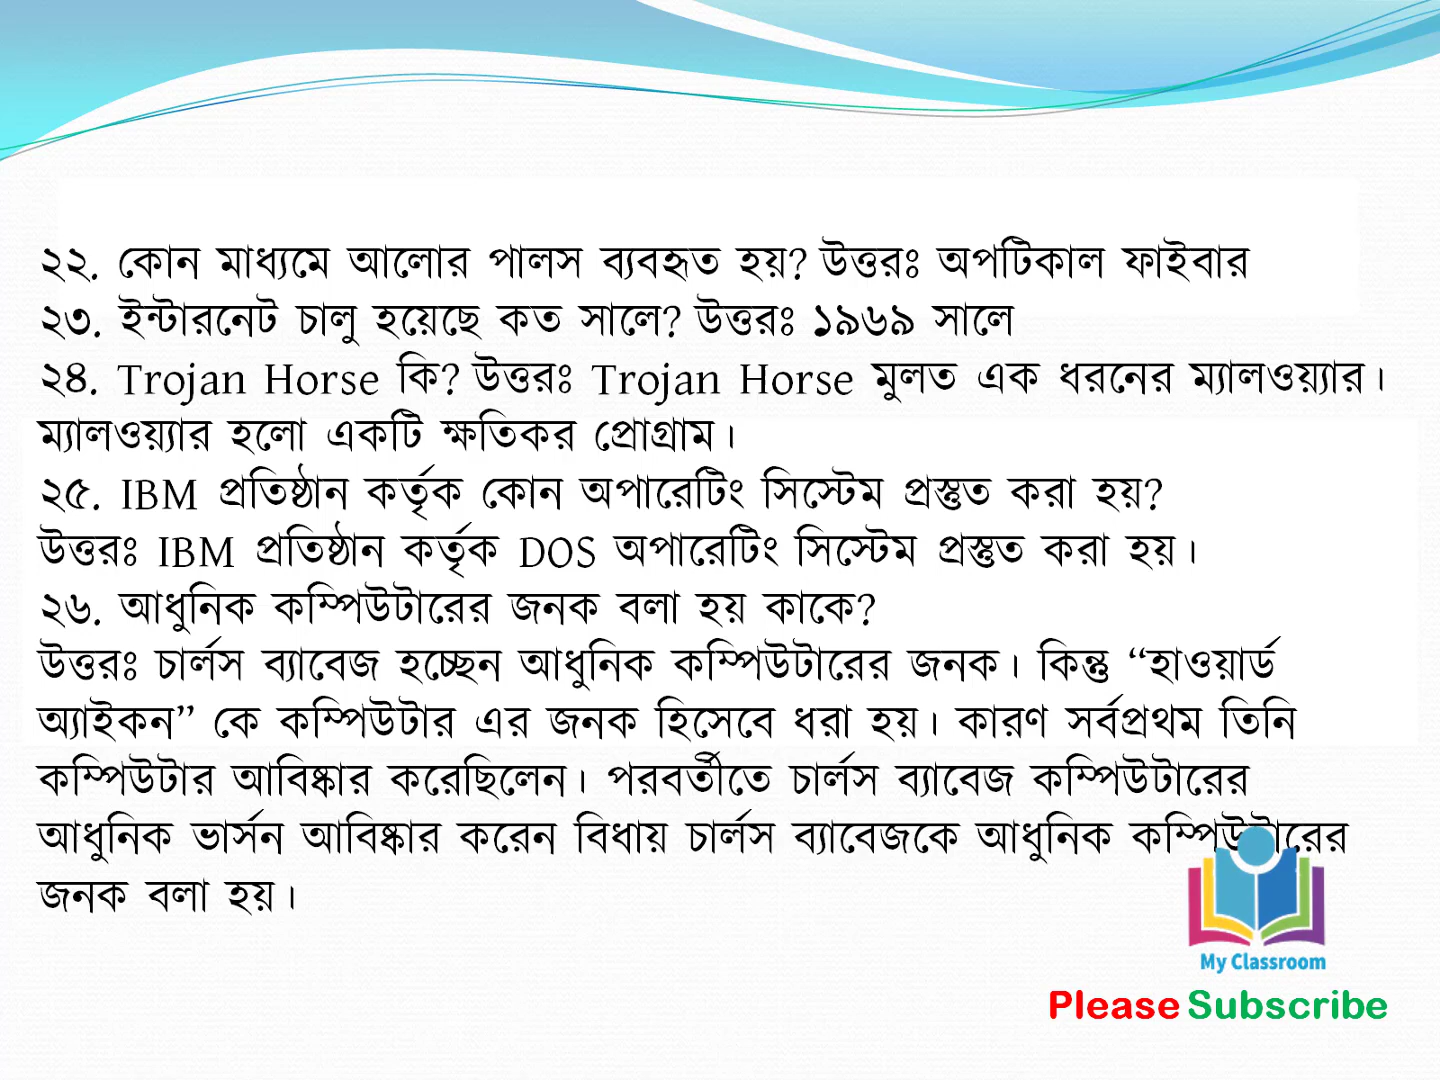 ২২. কোন মাধ্যমে আলোর পালস ব্যবহৃত হয়? উত্তরঃ অপটিকাল ফাইবার
২৩. ইন্টারনেট চালু হয়েছে কত সালে? উত্তরঃ ১৯৬৯ সালে
২৪. Trojan Horse কি? উত্তরঃ Trojan Horse মুলত এক ধরনের ম্যালওয়্যার।
ম্যালওয়্যার হলো একটি ক্ষতিকর প্রোগ্রাম।
২৫. IBM প্রতিষ্ঠান কর্তৃক কোন অপারেটিং সিস্টেম প্রস্তুত করা হয়?
উত্তরঃ IBM প্রতিষ্ঠান কর্তৃক DOS অপারেটিং সিস্টেম প্রস্তুত করা হয়।
২৬. আধুনিক কম্পিউটারের জনক বলা হয় কাকে?
উত্তরঃ চার্লস ব্যাবেজ হচ্ছেন আধুনিক কম্পিউটারের জনক। কিন্তু “হাওয়ার্ড
অ্যাইকন” কে কম্পিউটার এর জনক হিসেবে ধরা হয়। কারণ সর্বপ্রথম তিনি
কম্পিউটার আবিষ্কার করেছিলেন। পরবর্তীতে চার্লস ব্যাবেজ কম্পিউটারের
আধুনিক ভার্সন আবিষ্কার করেন বিধায় চার্লস ব্যাবেজকে আধুনিক কম্পিউটারের
জনক বলা হয়।
My Classroom
Please Subscribe